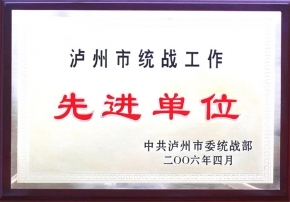 泸州市统战工作
先进单位
中共泸州市委统战部
二〇〇六年四月